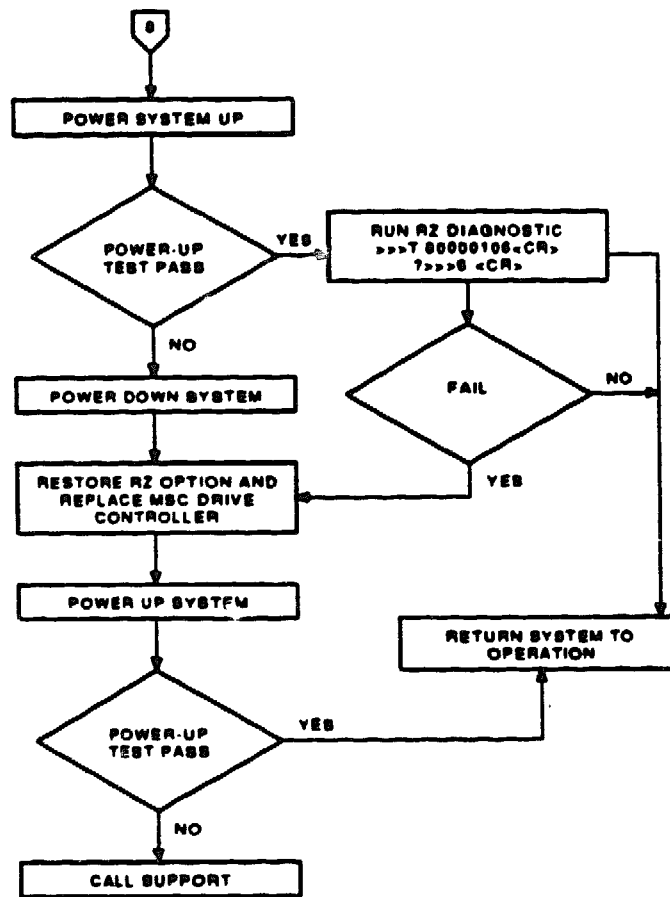 8
POWER SYSTEM UP
POWER-UP
TEST PASS
YES
RUN RZ DIAGNOSTIC
>>>T 80000106<CR>
?>>>6 <CR>
NO
FAIL
NO
POWER DOWN SYSTEM
YES
RESTORE RZ OPTION AND
REPLACE MSC DRIVE
CONTROLLER
POWER UP SYSTEM
RETURN SYSTEM TO
OPERATION
POWER-UP
TEST PASS
YES
NO
CALL SUPPORT